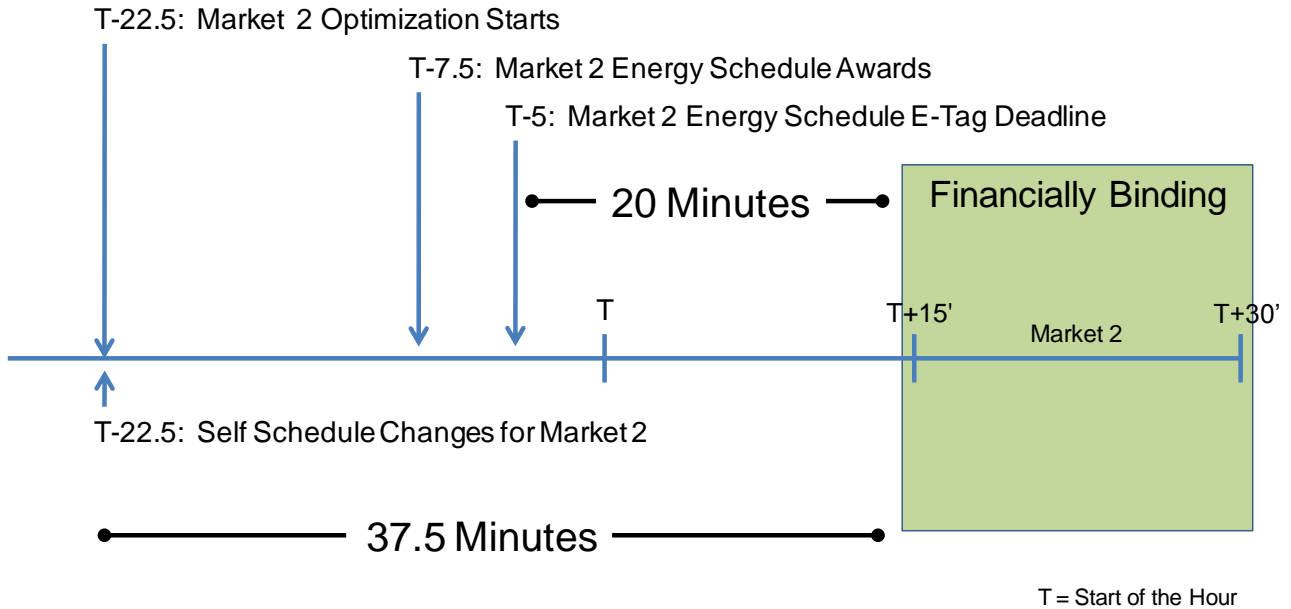 T-22.5: Market 2 Optimization Starts
T-7.5: Market 2 Energy Schedule Awards
T-5: Market 2 Energy Schedule E-Tag Deadline
20 Minutes
Financially Binding
T
T+15'
Market 2
T+30’
T-22.5: Self Schedule Changes for Market 2
37.5 Minutes
T = Start of the Hour